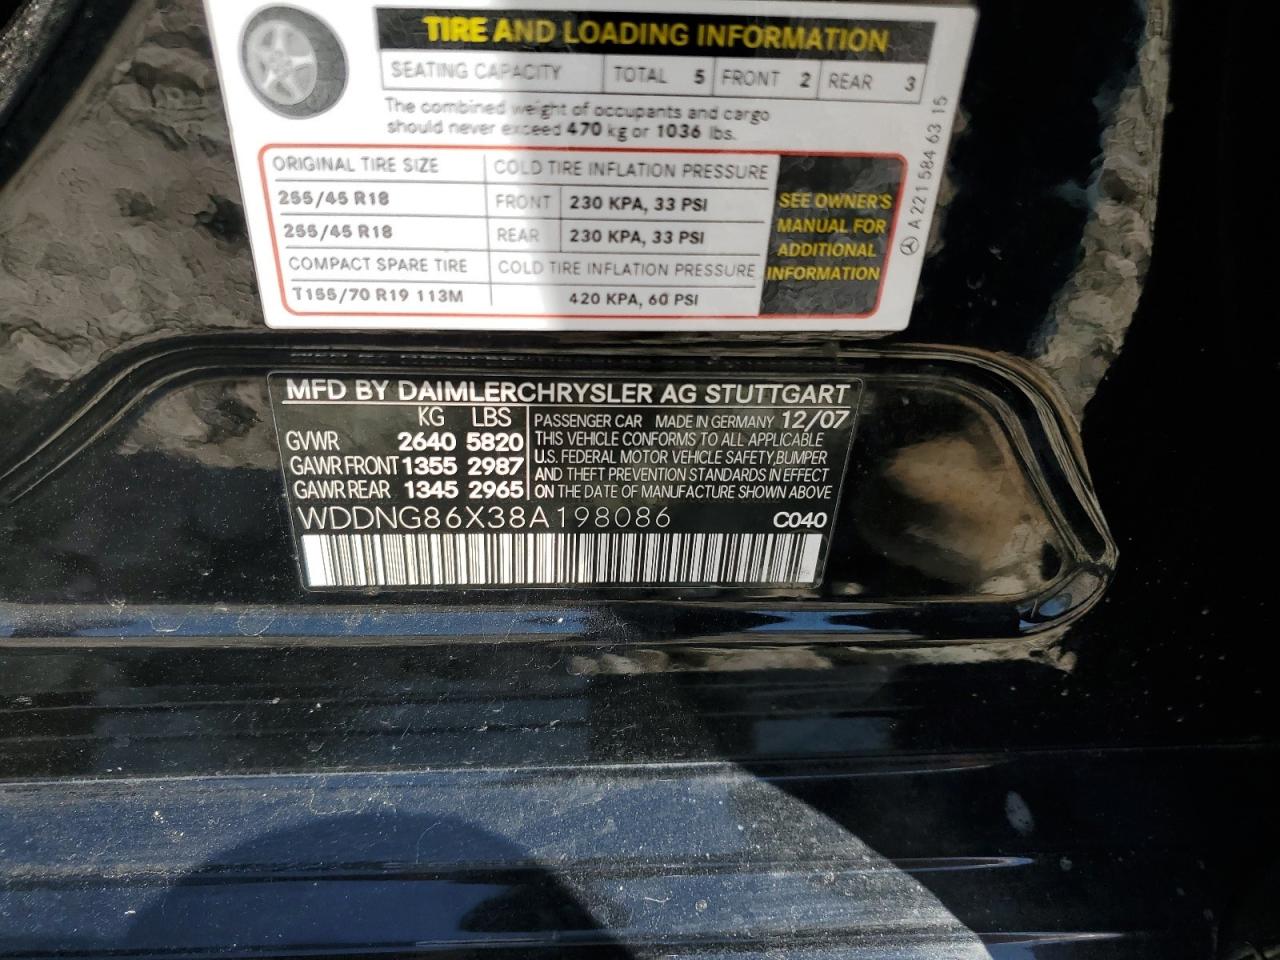 TIRE AND LOADING INFORMATION
SEATING CAPACITY TOTAL 5 FRONT 2 REAR 3
The combined weight of occupants and cargo
should never exceed 470 kg or 1036 lbs.
ORIGINAL TIRE SIZE COLD TIRE INFLATION PRESSURE
255/45 R18 FRONT 230 KPA, 33 PSI
255/45 R18 REAR 230 KPA, 33 PSI
COMPACT SPARE TIRE COLD TIRE INFLATION PRESSURE
T155/70 R19 113M 420 KPA, 60 PSI
SEE OWNER'S
MANUAL FOR
ADDITIONAL
INFORMATION
A 221 584 63 15
MFD BY DAIMLERCHRYSLER AG STUTTGART
KG LBS
GVWR 2640 5820
GAWR FRONT 1355 2987
GAWR REAR 1345 2965
PASSENGER CAR MADE IN GERMANY 12/07
THIS VEHICLE CONFORMS TO ALL APPLICABLE
U.S. FEDERAL MOTOR VEHICLE SAFETY, BUMPER
AND THEFT PREVENTION STANDARDS IN EFFECT
ON THE DATE OF MANUFACTURE SHOWN ABOVE
WDDNG86X38A198086 C040